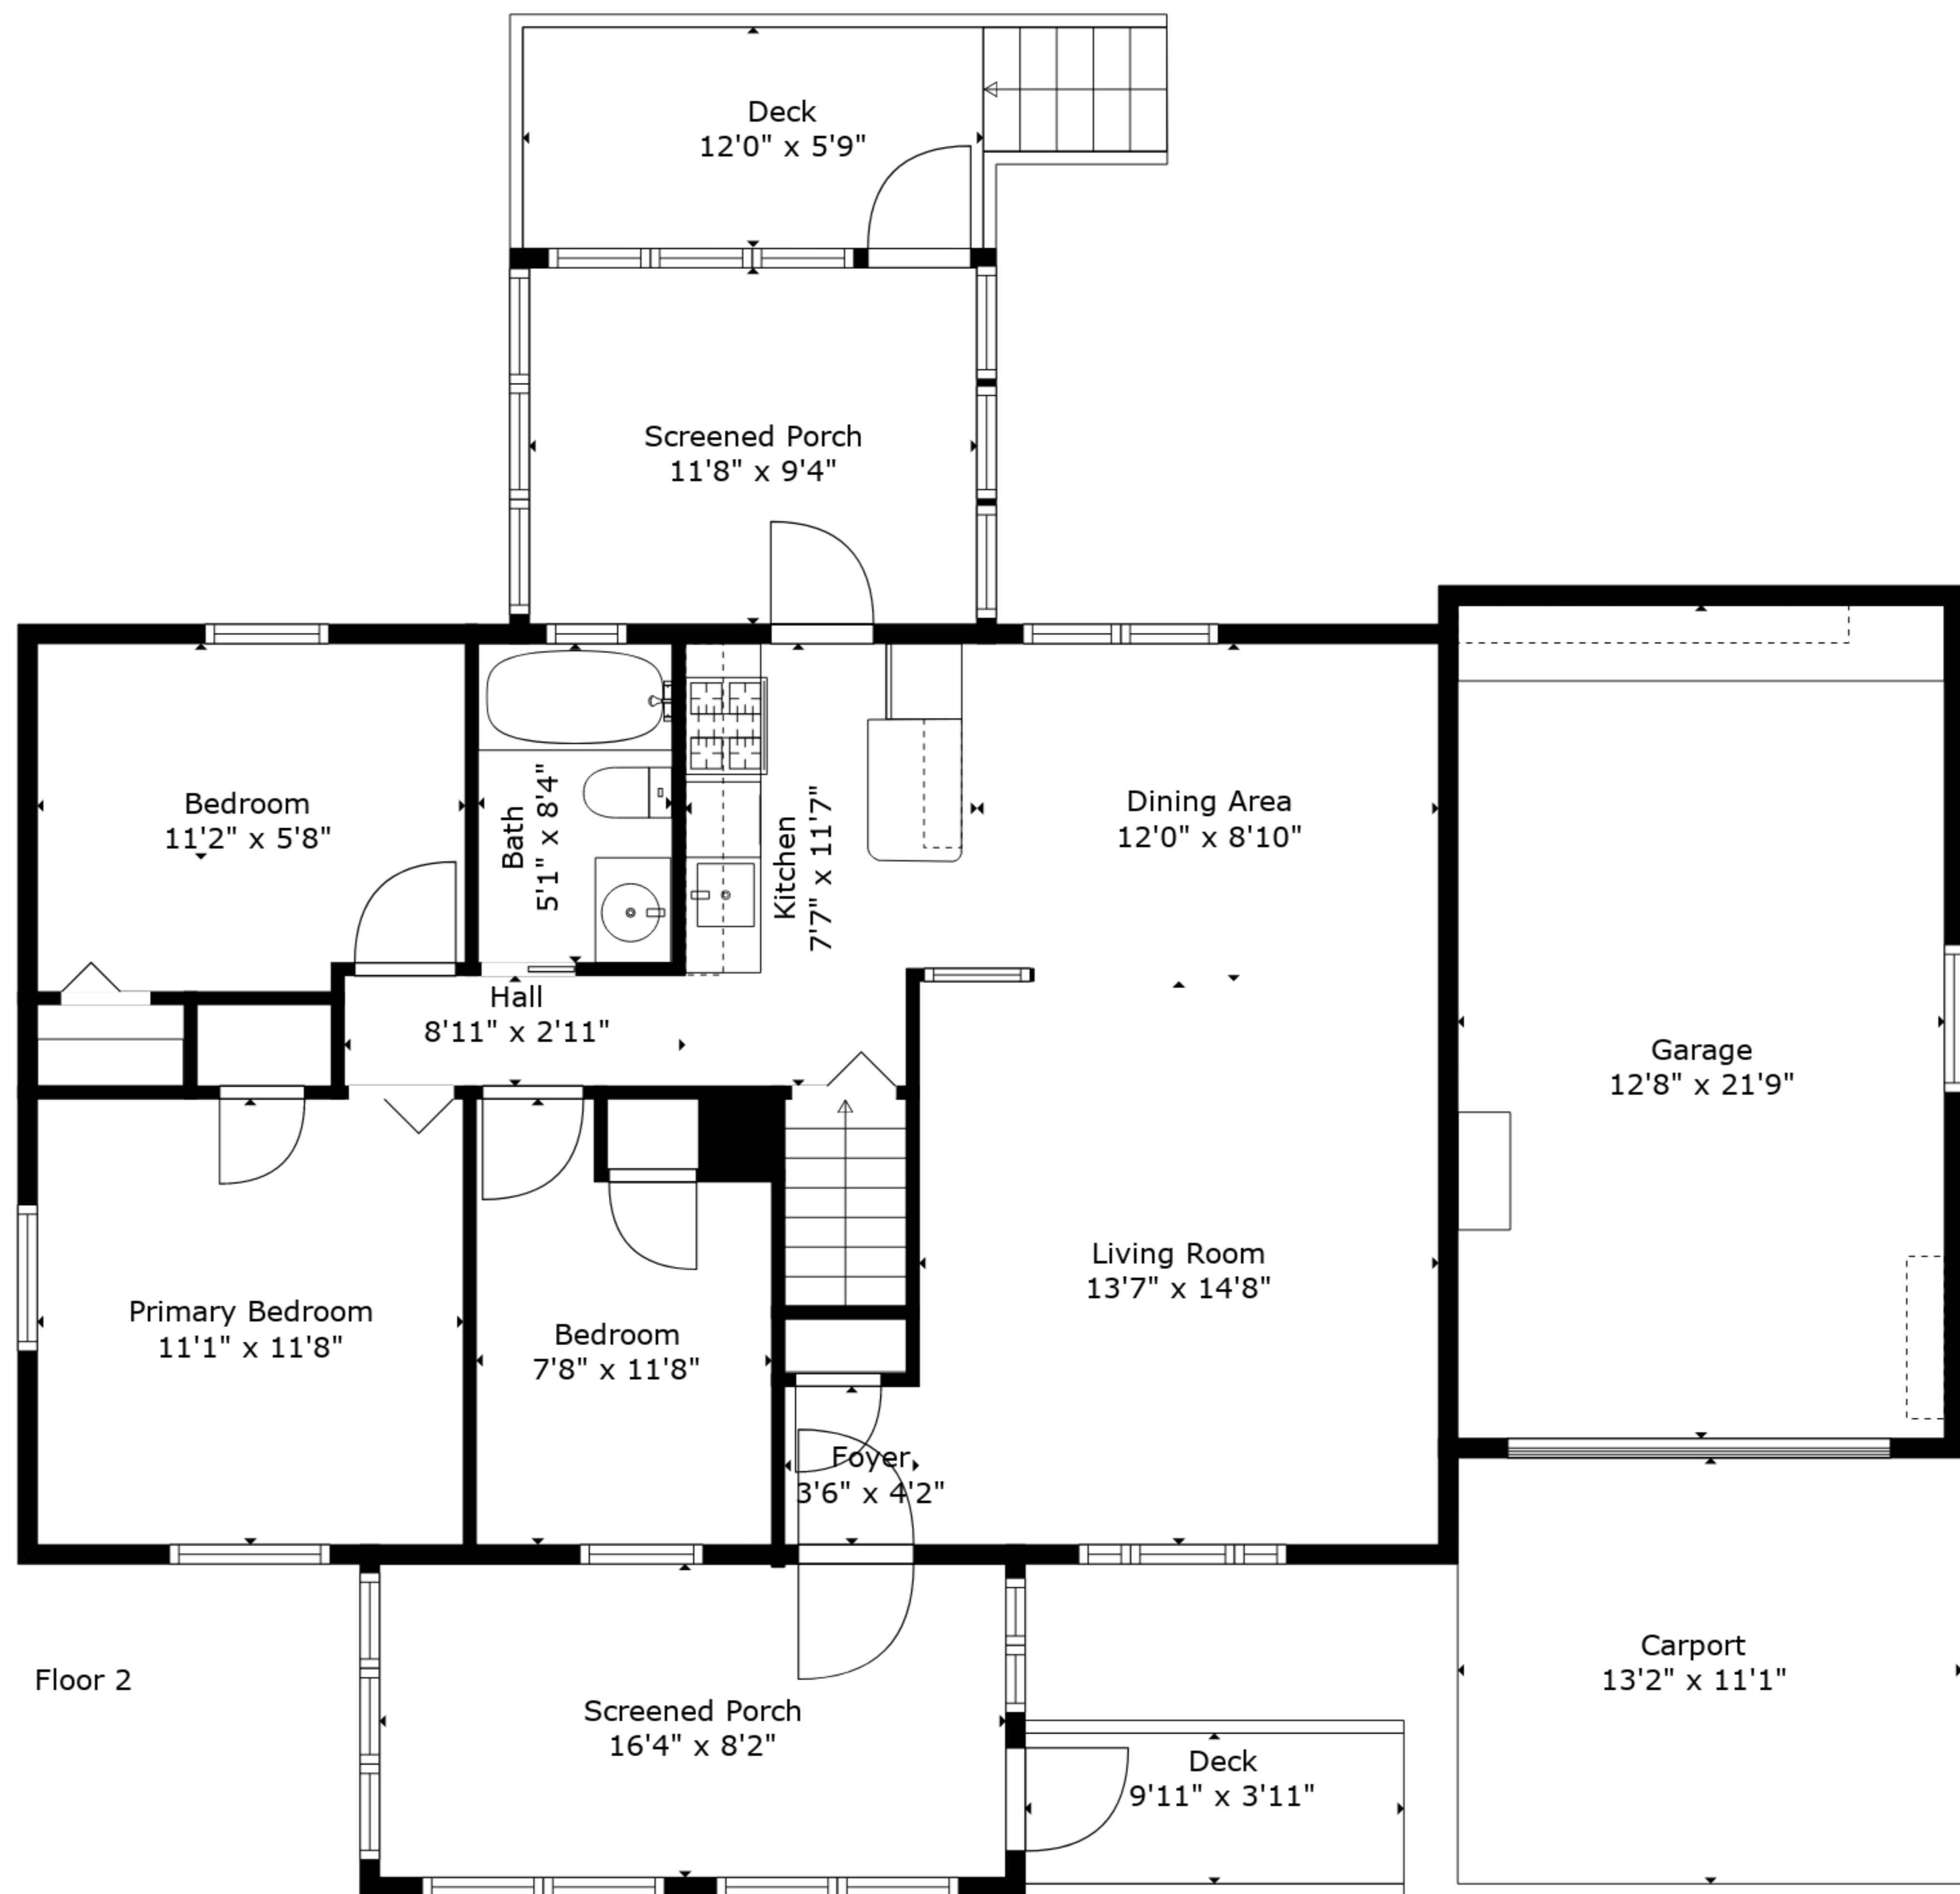 Deck
12'0" x 5'9"
Screened Porch
11'8" x 9'4"
Bedroom
11'2" x 5'8"
Bath
5'1" x 8'4"
Kitchen
7'7" x 11'7"
Dining Area
12'0" x 8'10"
Hall
8'11" x 2'11"
Garage
12'8" x 21'9"
Living Room
13'7" x 14'8"
Primary Bedroom
11'1" x 11'8"
Bedroom
7'8" x 11'8"
Foyer
3'6" x 4'2"
Carport
13'2" x 11'1"
Floor 2
Screened Porch
16'4" x 8'2"
Deck
9'11" x 3'11"